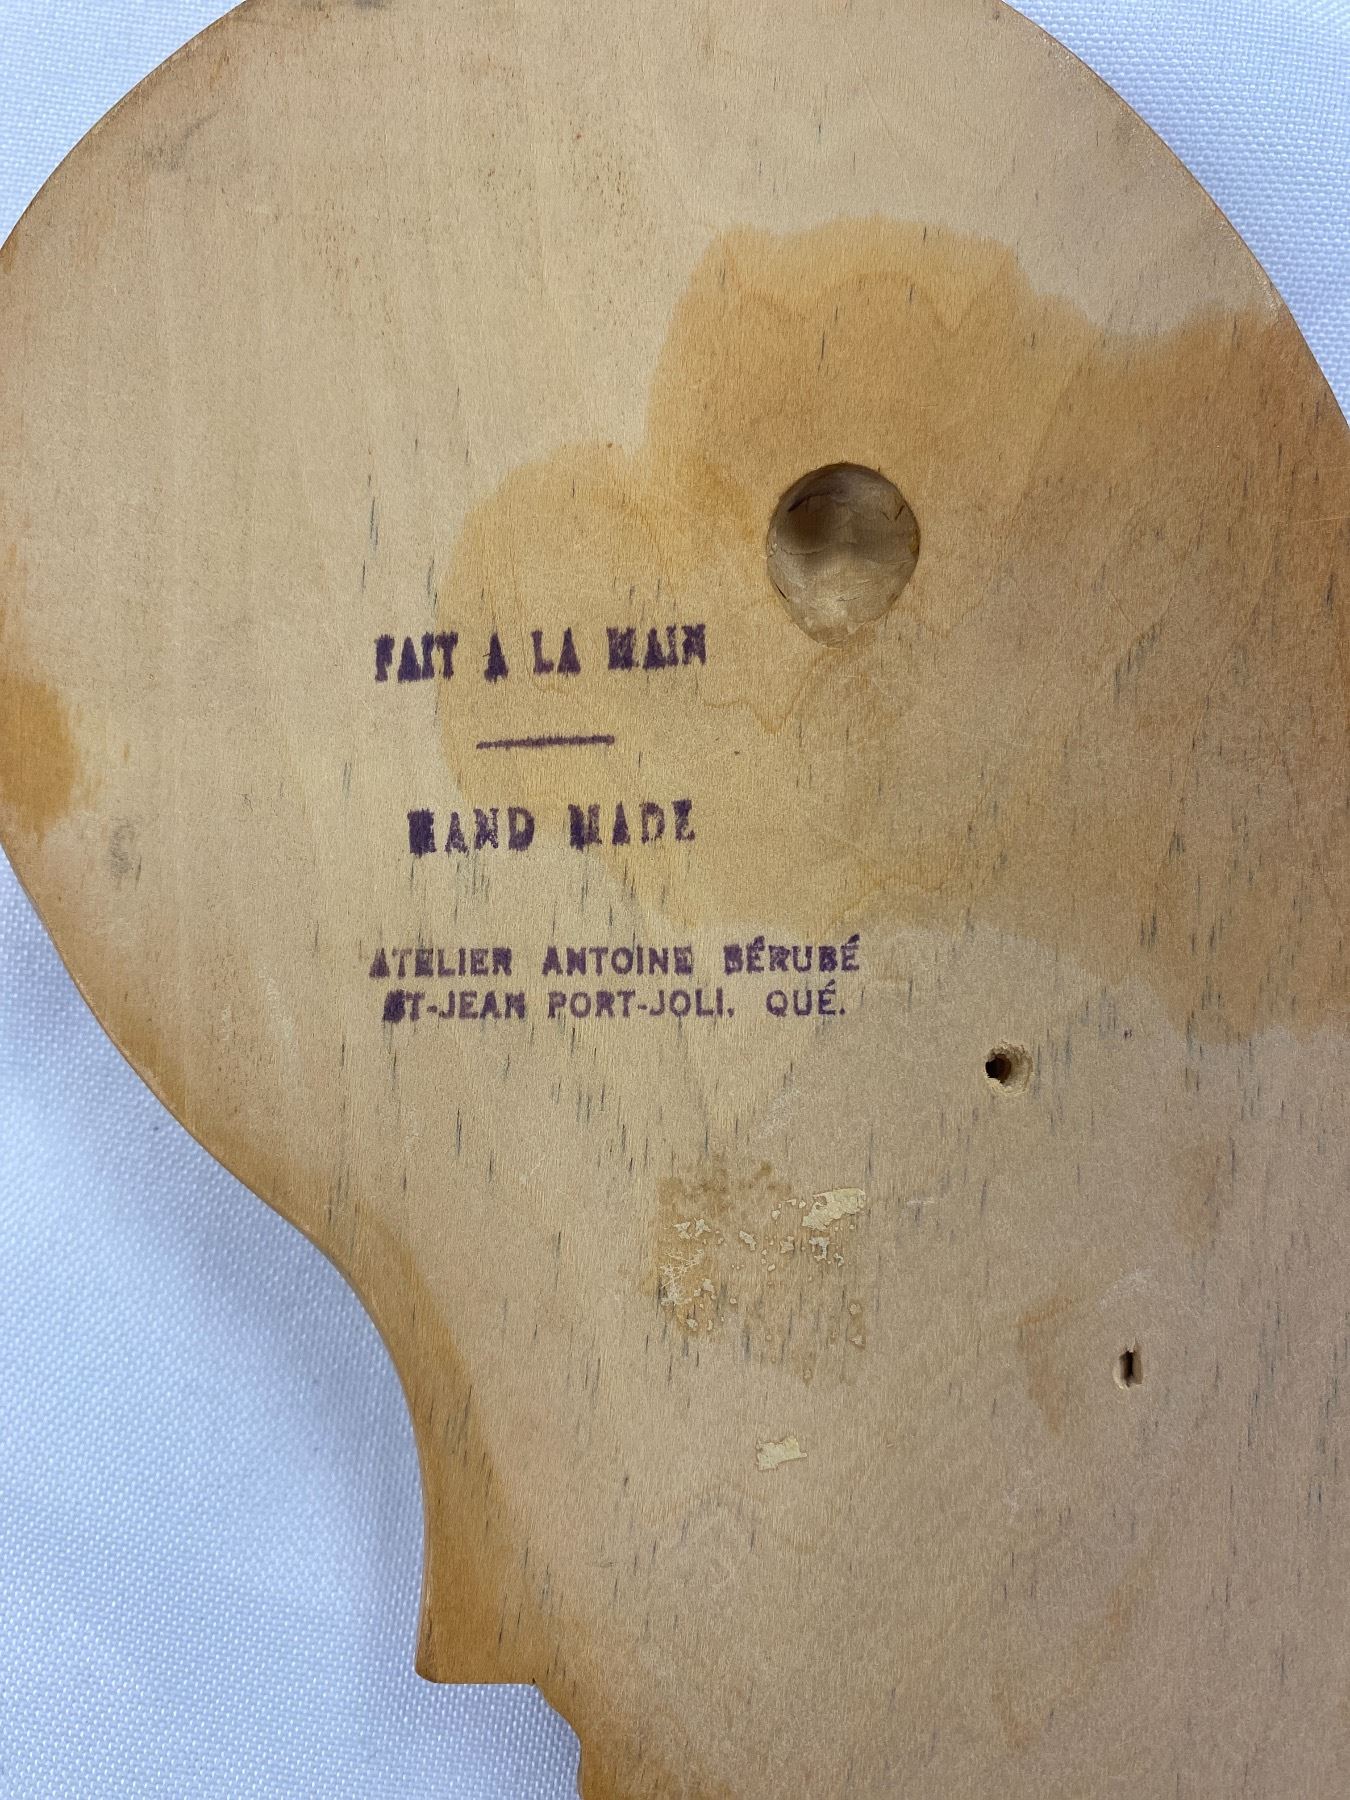 FAIT A LA MAIN
HAND MADE
ATELIER ANTOINE BÉRUBÉ
ST-JEAN PORT-JOLI, QUÉ.